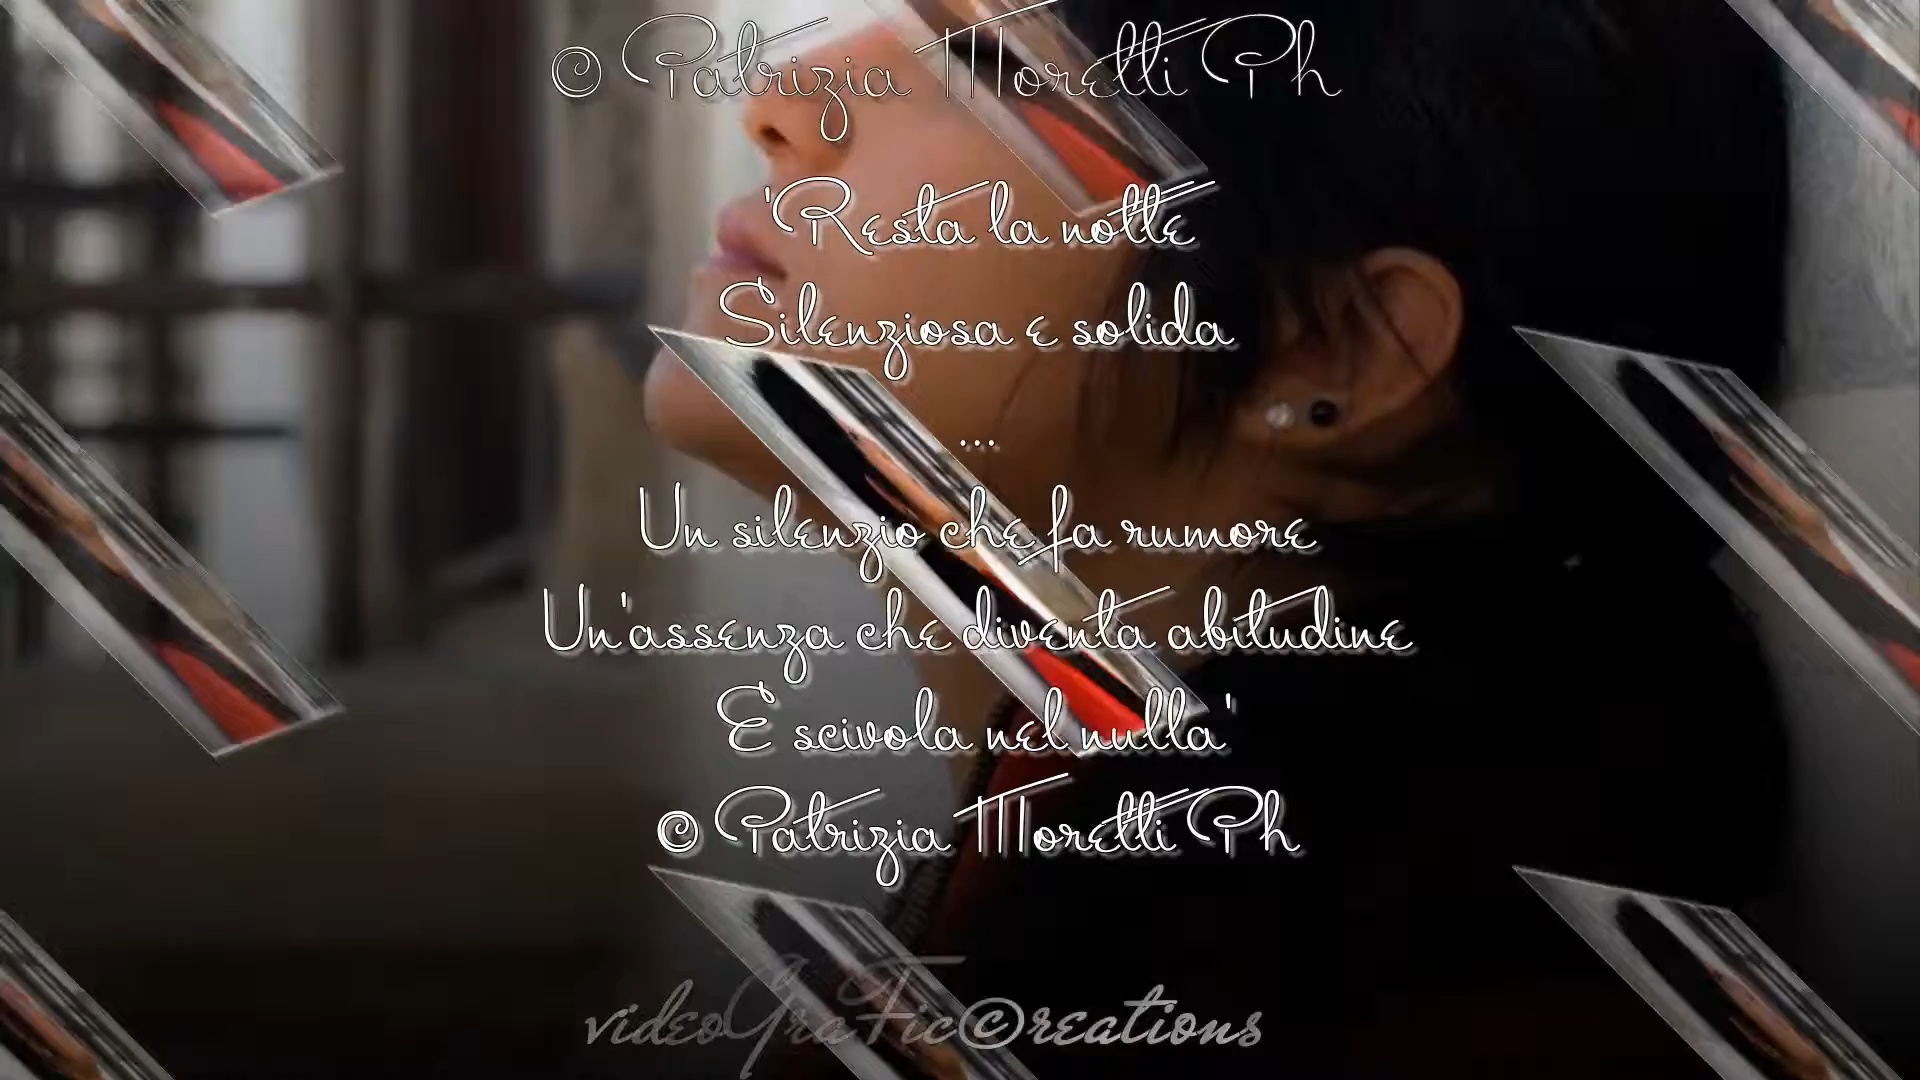 © Patrizia Moretti Ph
'Resta la notte
Silenziosa e solida
...
Un silenzio che fa rumore
Un'assenza che diventa abitudine
E scivola nel nulla'
© Patrizia Moretti Ph
videoGraFic©reations